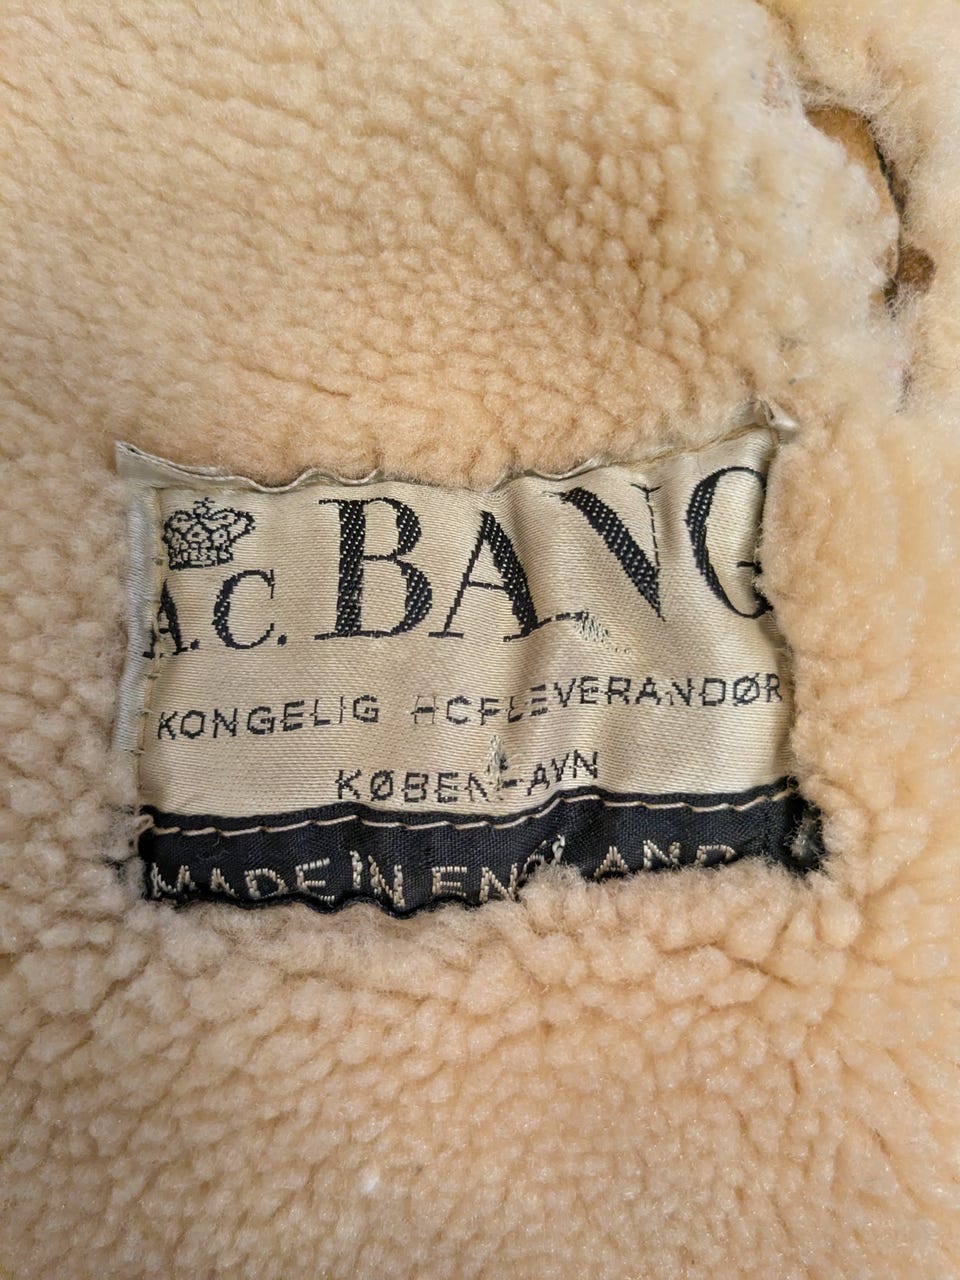 A.C. BANG
KONGELIG HOFLEVERANDØR
KØBENHAVN
MADE IN ENGLAND